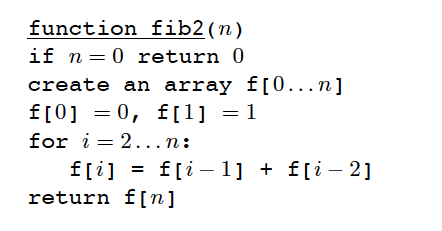 function fib2(n)
if n = 0 return 0
create an array f[0...n]
f[0] = 0, f[1] = 1
for i = 2...n:
f[i] = f[i − 1] + f[i − 2]
return f[n]